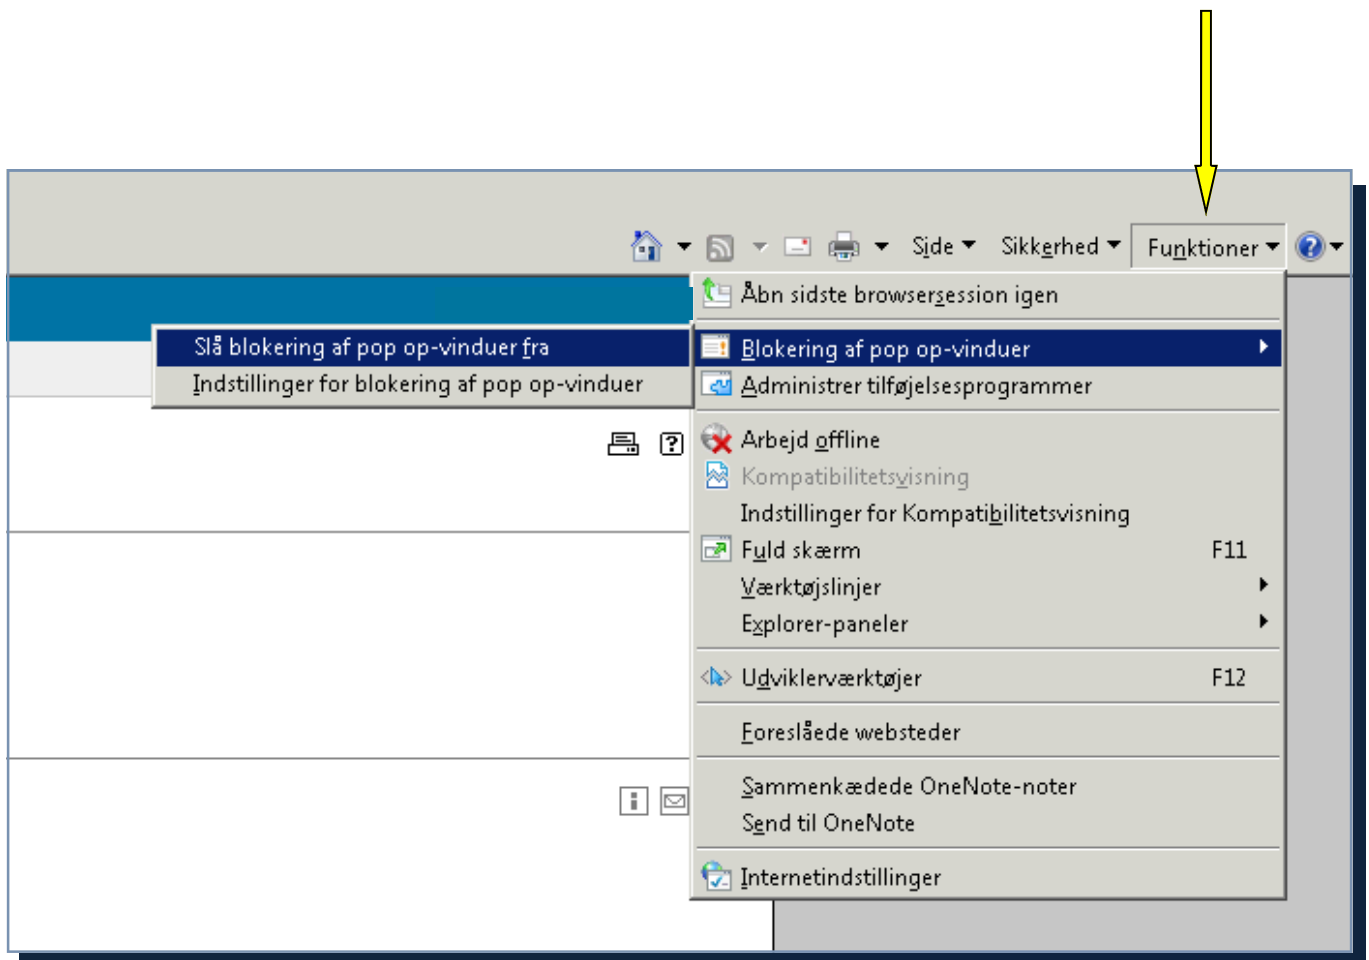 Side Sikkerhed Funktioner
Åbn sidste browsersession igen
Blokering af pop op-vinduer
Slå blokering af pop op-vinduer fra
Indstillinger for blokering af pop op-vinduer
Administrer tilføjelsesprogrammer
Arbejd offline
Kompatibilitetsvisning
Indstillinger for Kompatibilitetsvisning
Fuld skærm F11
Værktøjslinjer
Explorer-paneler
Udviklerværktøjer F12
Foreslåede websteder
Sammenkædede OneNote-noter
Send til OneNote
Internetindstillinger